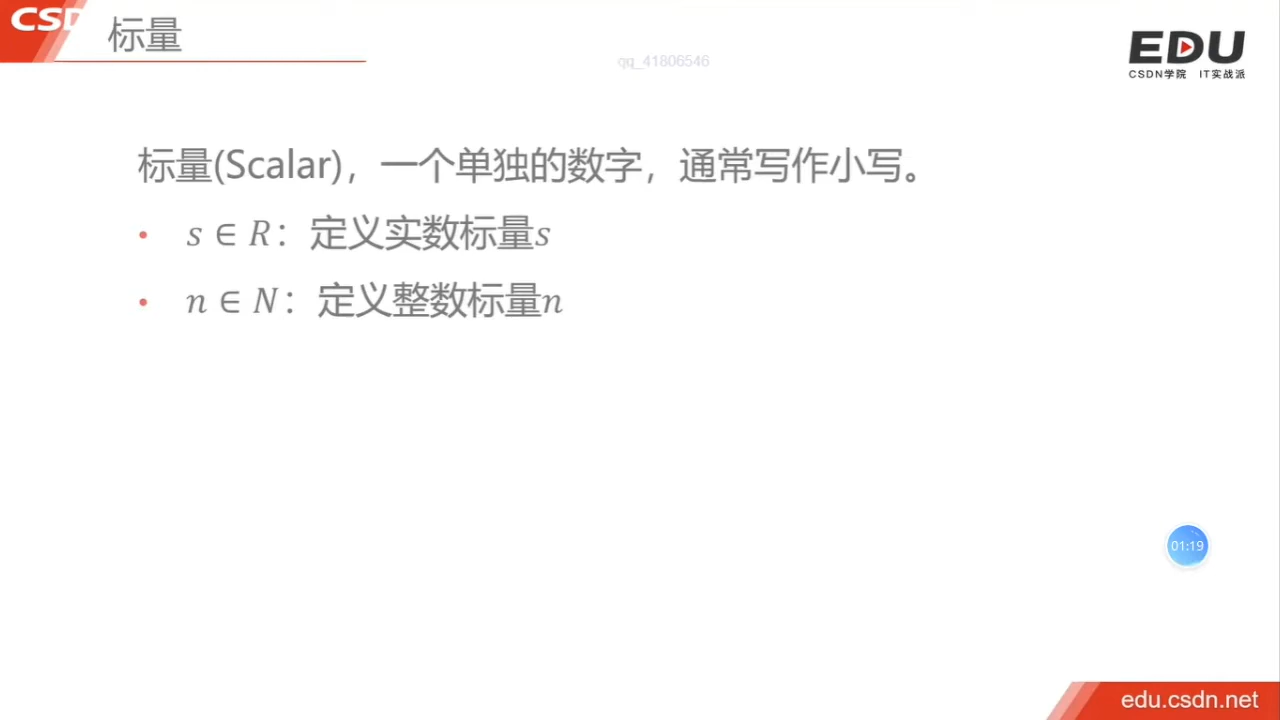 CSD
标量
qq_41806546
EDU
CSDN学院 IT实战派
标量(Scalar)，一个单独的数字，通常写作小写。
• s ∈ R：定义实数标量s
• n ∈ N：定义整数标量n
01:19
edu.csdn.net